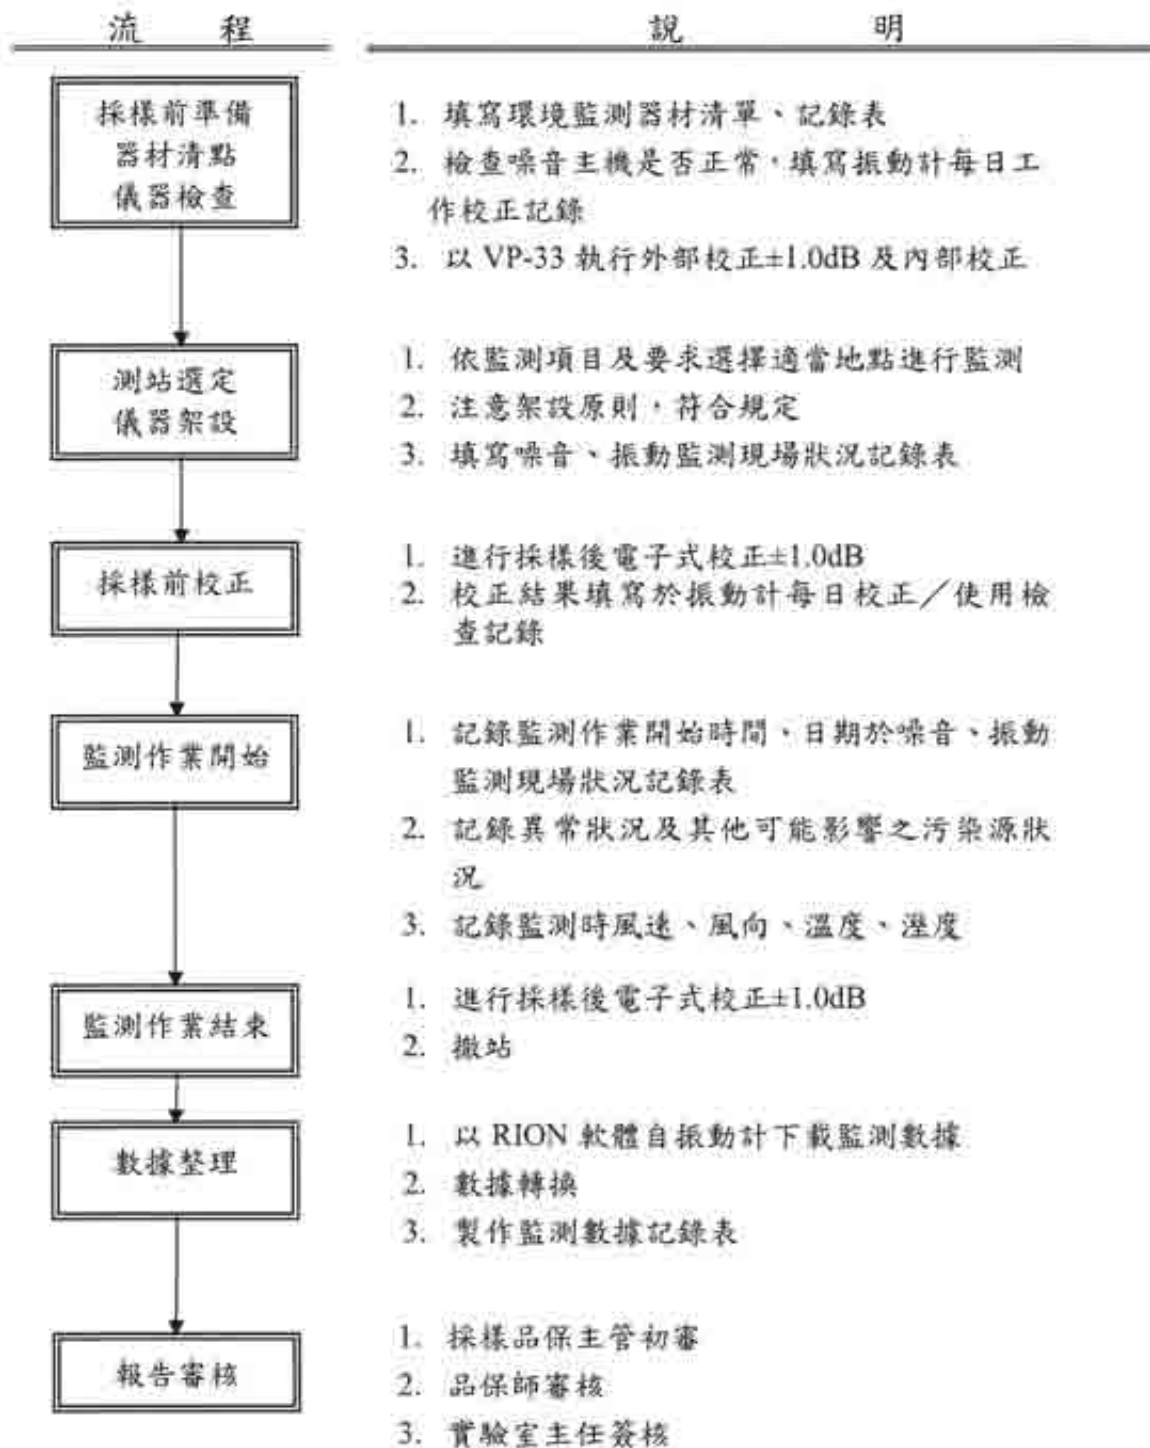 流 程 說 明
採樣前準備
器材清點
儀器檢查
1. 填寫環境監測器材清單、記錄表
2. 檢查噪音主機是否正常，填寫振動計每日工
作校正記錄
3. 以 VP-33 執行外部校正±1.0dB 及內部校正
測站選定
儀器架設
1. 依監測項目及要求選擇適當地點進行監測
2. 注意架設原則，符合規定
3. 填寫噪音、振動監測現場狀況記錄表
採樣前校正
1. 進行採樣後電子式校正±1.0dB
2. 校正結果填寫於振動計每日校正／使用檢
查記錄
監測作業開始
1. 記錄監測作業開始時間、日期於噪音、振動
監測現場狀況記錄表
2. 記錄異常狀況及其他可能影響之污染源狀
況
3. 記錄監測時風速、風向、溫度、溼度
監測作業結束
1. 進行採樣後電子式校正±1.0dB
2. 撤站
數據整理
1. 以 RION 軟體自振動計下載監測數據
2. 數據轉換
3. 製作監測數據記錄表
報告審核
1. 採樣品保主管初審
2. 品保師審核
3. 實驗室主任簽核